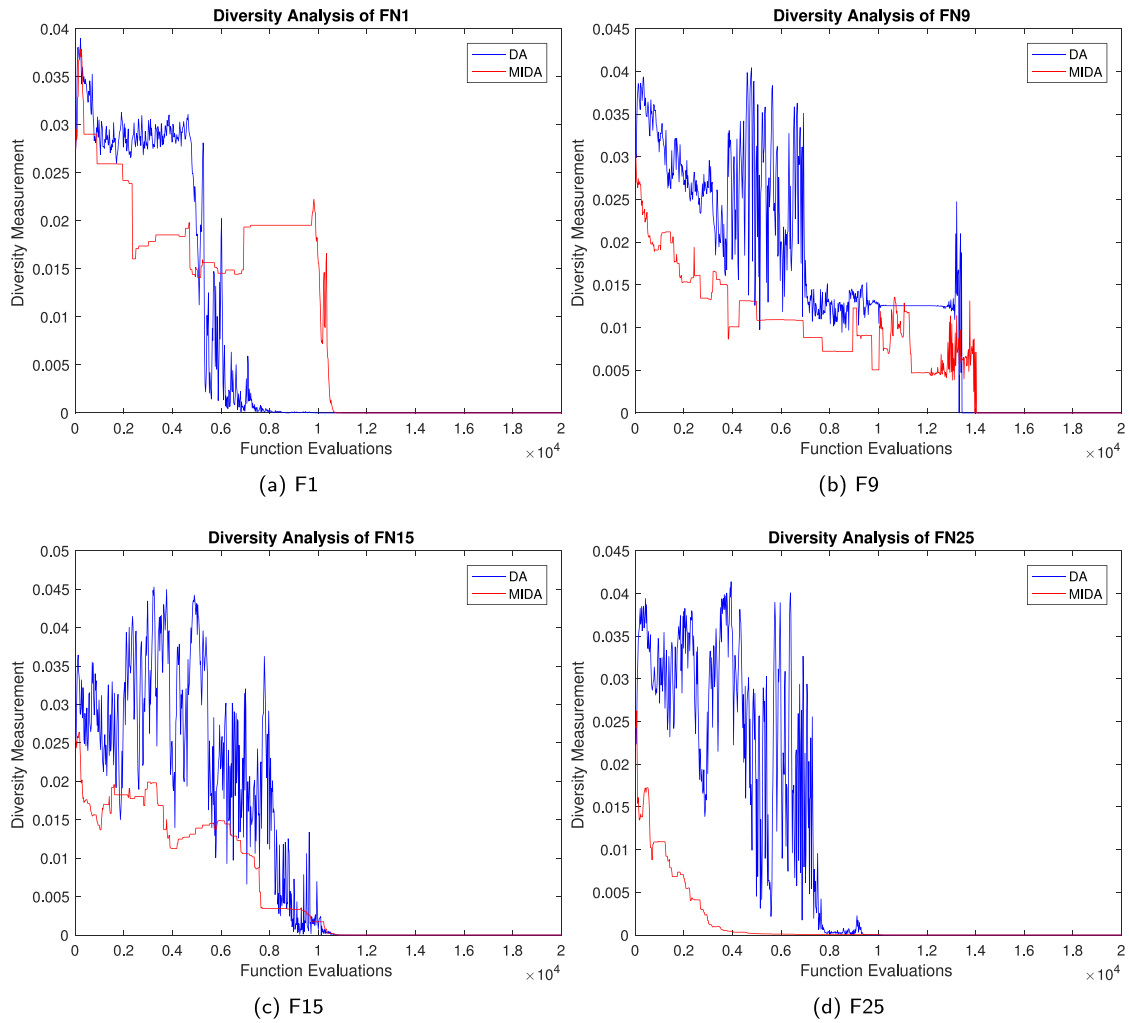 Diversity Analysis of FN1
DA
MIDA
Diversity Measurement
0.04
0.035
0.03
0.025
0.02
0.015
0.01
0.005
0
0 0.2 0.4 0.6 0.8 1 1.2 1.4 1.6 1.8 2
Function Evaluations
× 10^4
(a) F1
Diversity Analysis of FN9
DA
MIDA
Diversity Measurement
0.045
0.04
0.035
0.03
0.025
0.02
0.015
0.01
0.005
0
0 0.2 0.4 0.6 0.8 1 1.2 1.4 1.6 1.8 2
Function Evaluations
× 10^4
(b) F9
Diversity Analysis of FN15
DA
MIDA
Diversity Measurement
0.05
0.045
0.04
0.035
0.03
0.025
0.02
0.015
0.01
0.005
0
0 0.2 0.4 0.6 0.8 1 1.2 1.4 1.6 1.8 2
Function Evaluations
× 10^4
(c) F15
Diversity Analysis of FN25
DA
MIDA
Diversity Measurement
0.045
0.04
0.035
0.03
0.025
0.02
0.015
0.01
0.005
0
0 0.2 0.4 0.6 0.8 1 1.2 1.4 1.6 1.8 2
Function Evaluations
× 10^4
(d) F25